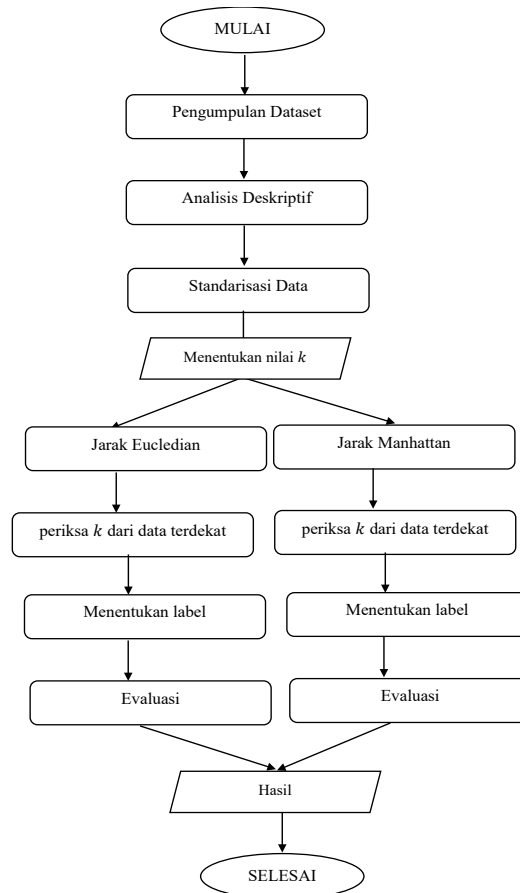 MULAI
Pengumpulan Dataset
Analisis Deskriptif
Standarisasi Data
Menentukan nilai k
Jarak Eucledian
Jarak Manhattan
periksa k dari data terdekat
periksa k dari data terdekat
Menentukan label
Menentukan label
Evaluasi
Evaluasi
Hasil
SELESAI